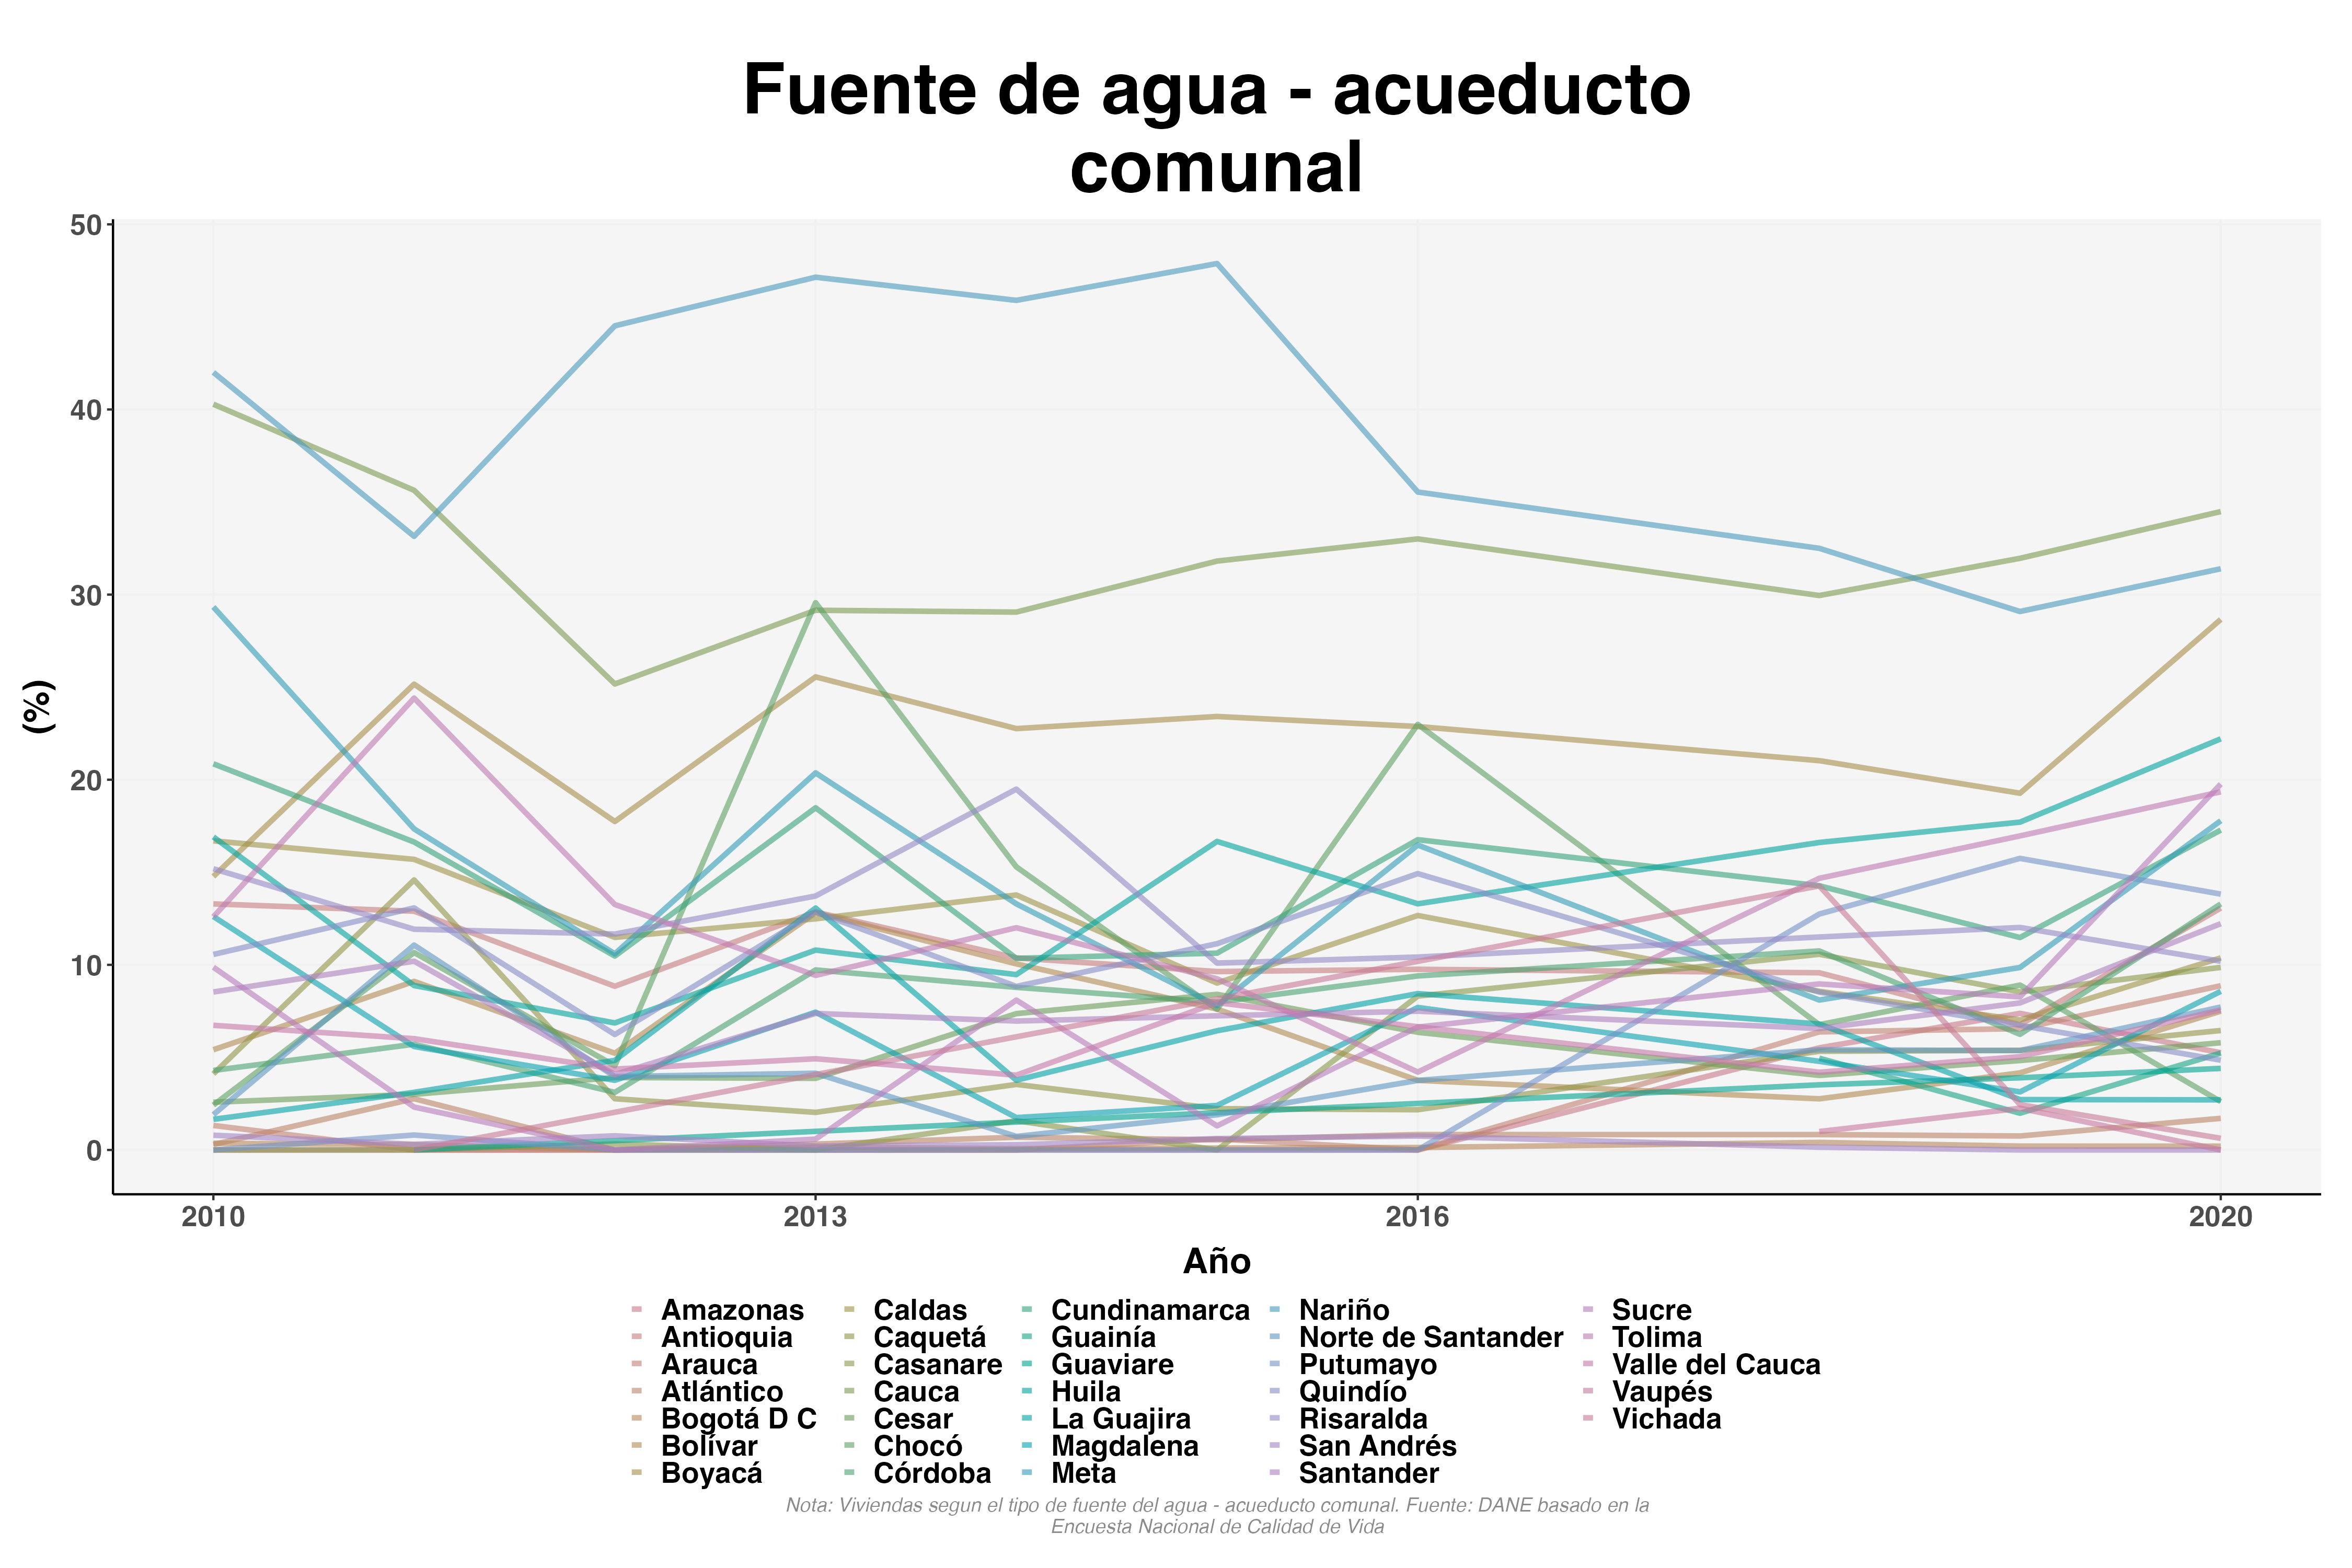 Fuente de agua - acueducto
comunal
50
40
30
20
10
0
(%)
2010 2013 2016 2020
Año
Amazonas Caldas Cundinamarca Nariño Sucre
Antioquia Caquetá Guainía Norte de Santander Tolima
Arauca Casanare Guaviare Putumayo Valle del Cauca
Atlántico Cauca Huila Quindío Vaupés
Bogotá D C Cesar La Guajira Risaralda Vichada
Bolívar Chocó Magdalena San Andrés
Boyacá Córdoba Meta Santander
Nota: Viviendas segun el tipo de fuente del agua - acueducto comunal. Fuente: DANE basado en la
Encuesta Nacional de Calidad de Vida